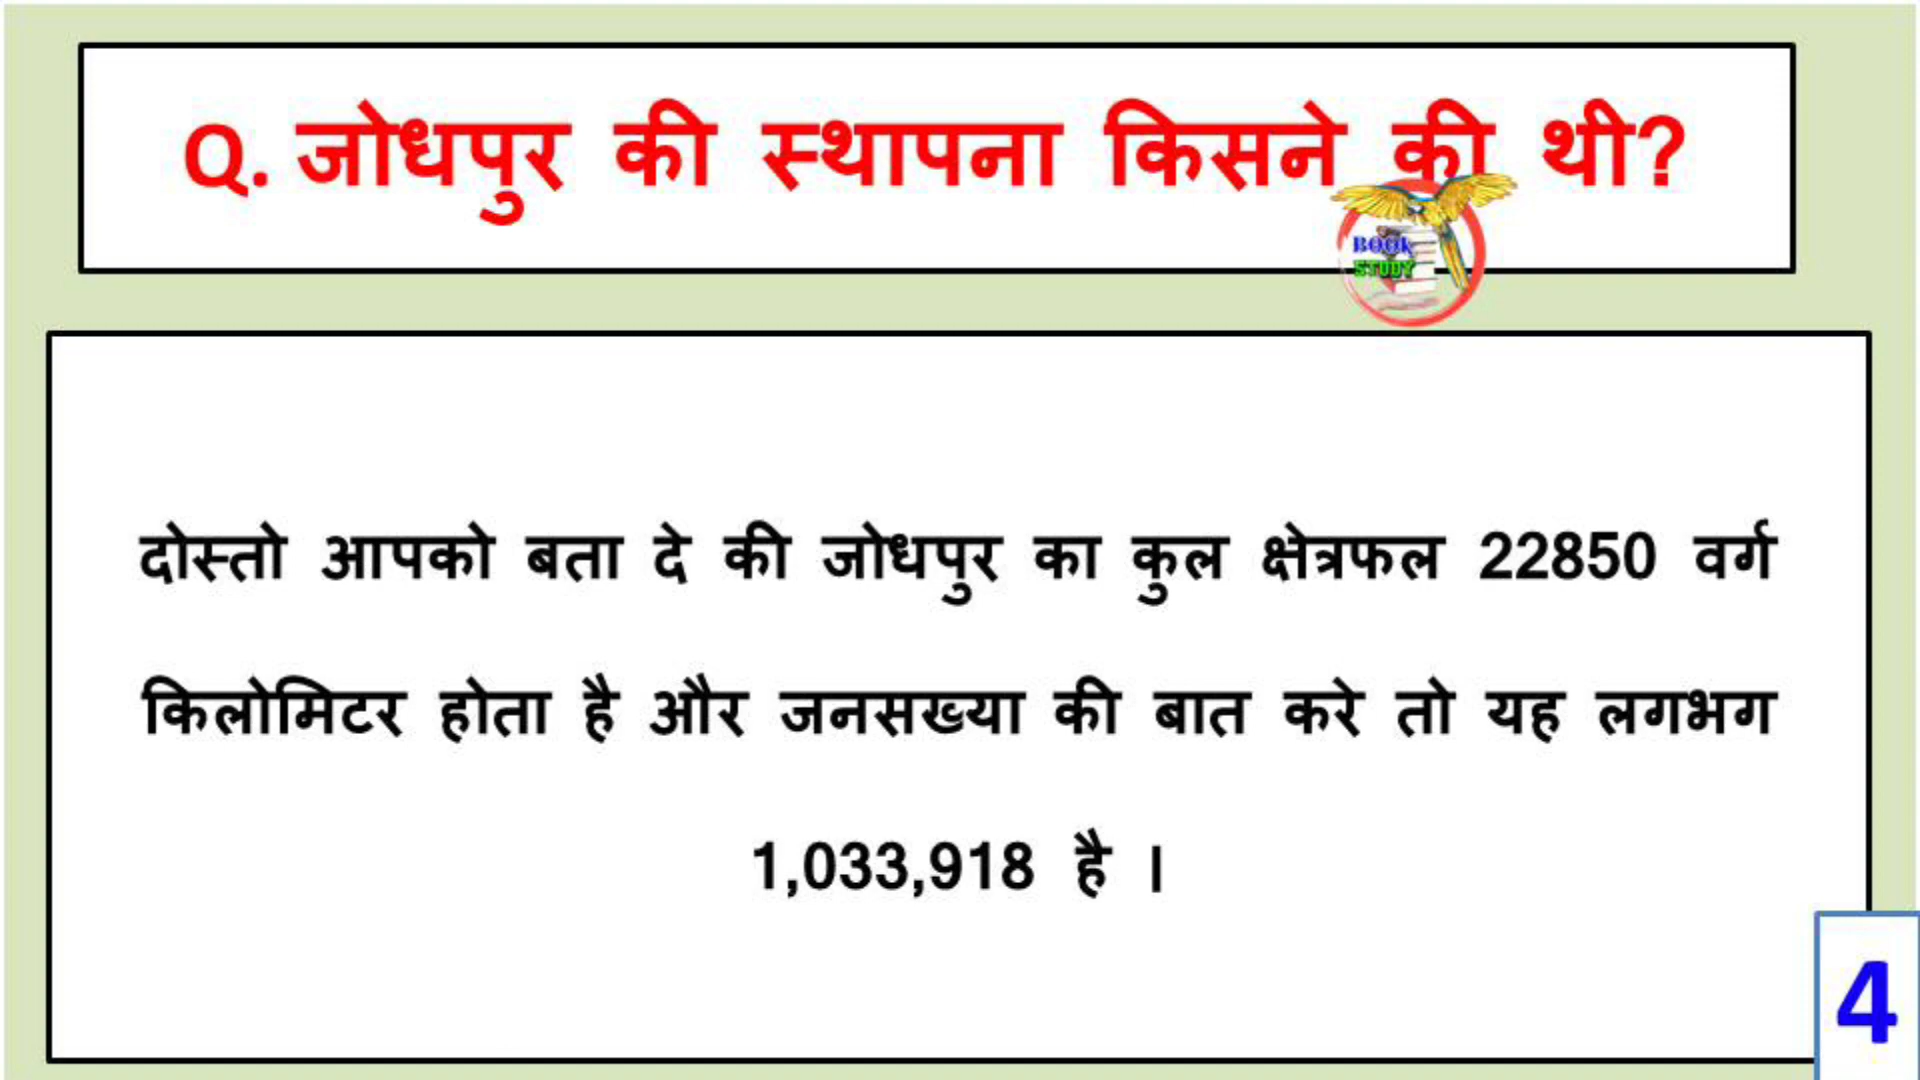 Q. जोधपुर की स्थापना किसने की थी?
BOOK
STUDY
दोस्तो आपको बता दे की जोधपुर का कुल क्षेत्रफल 22850 वर्ग
किलोमिटर होता है और जनसख्या की बात करे तो यह लगभग
1,033,918 है ।
4